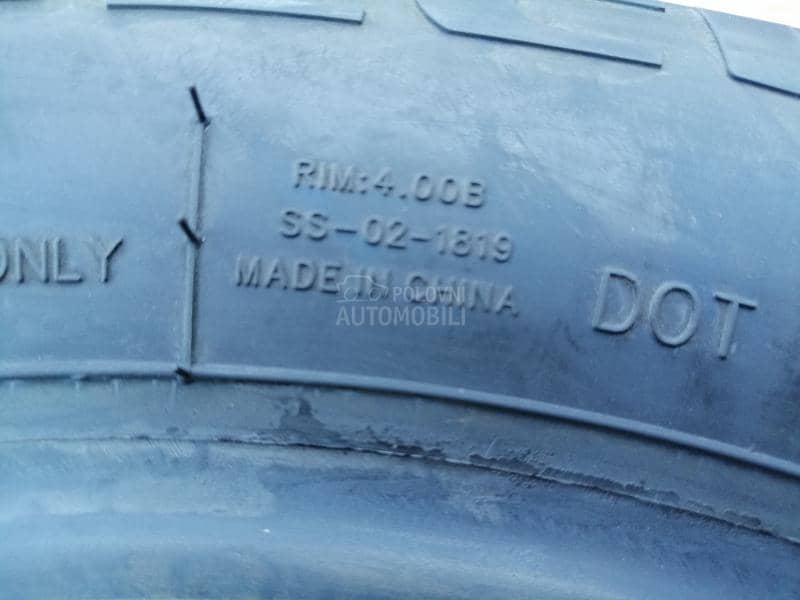 RIM:4.00B
SS-02-1819
ONLY
MADE IN CHINA
DOT
POLOVNI
AUTOMOBILI